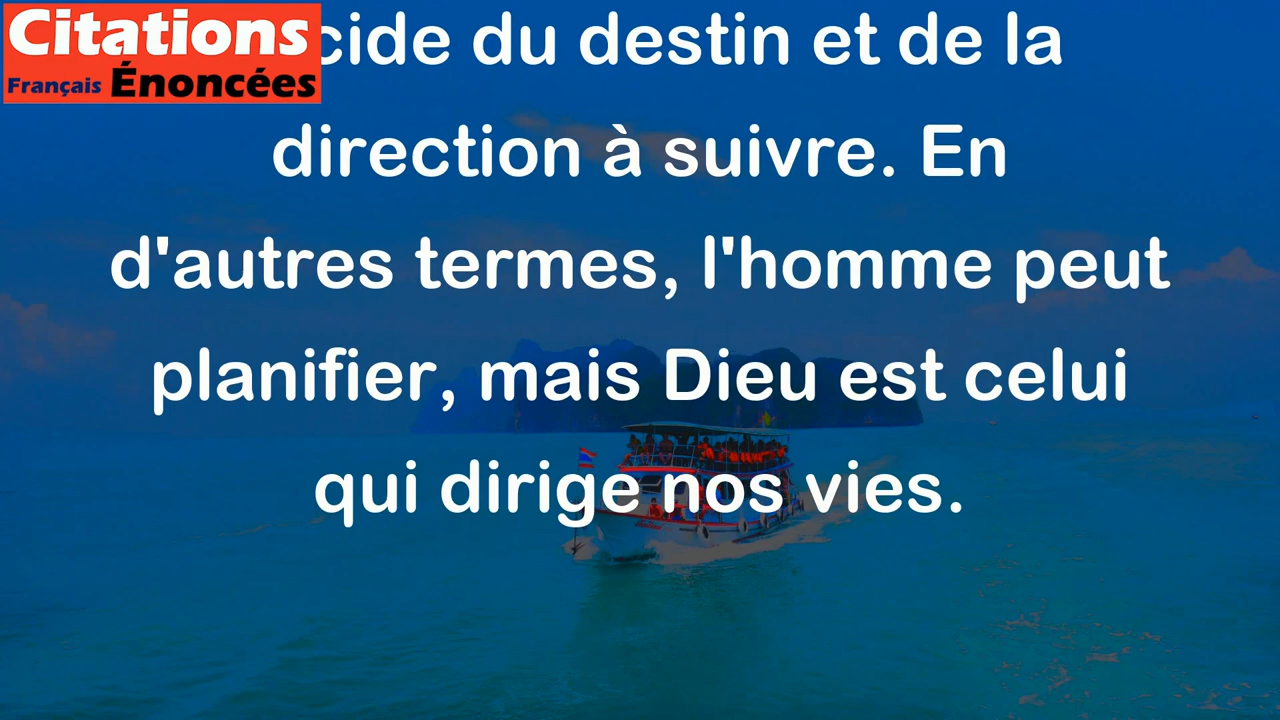 Citations
Français Énoncées
cide du destin et de la
direction à suivre. En
d'autres termes, l'homme peut
planifier, mais Dieu est celui
qui dirige nos vies.